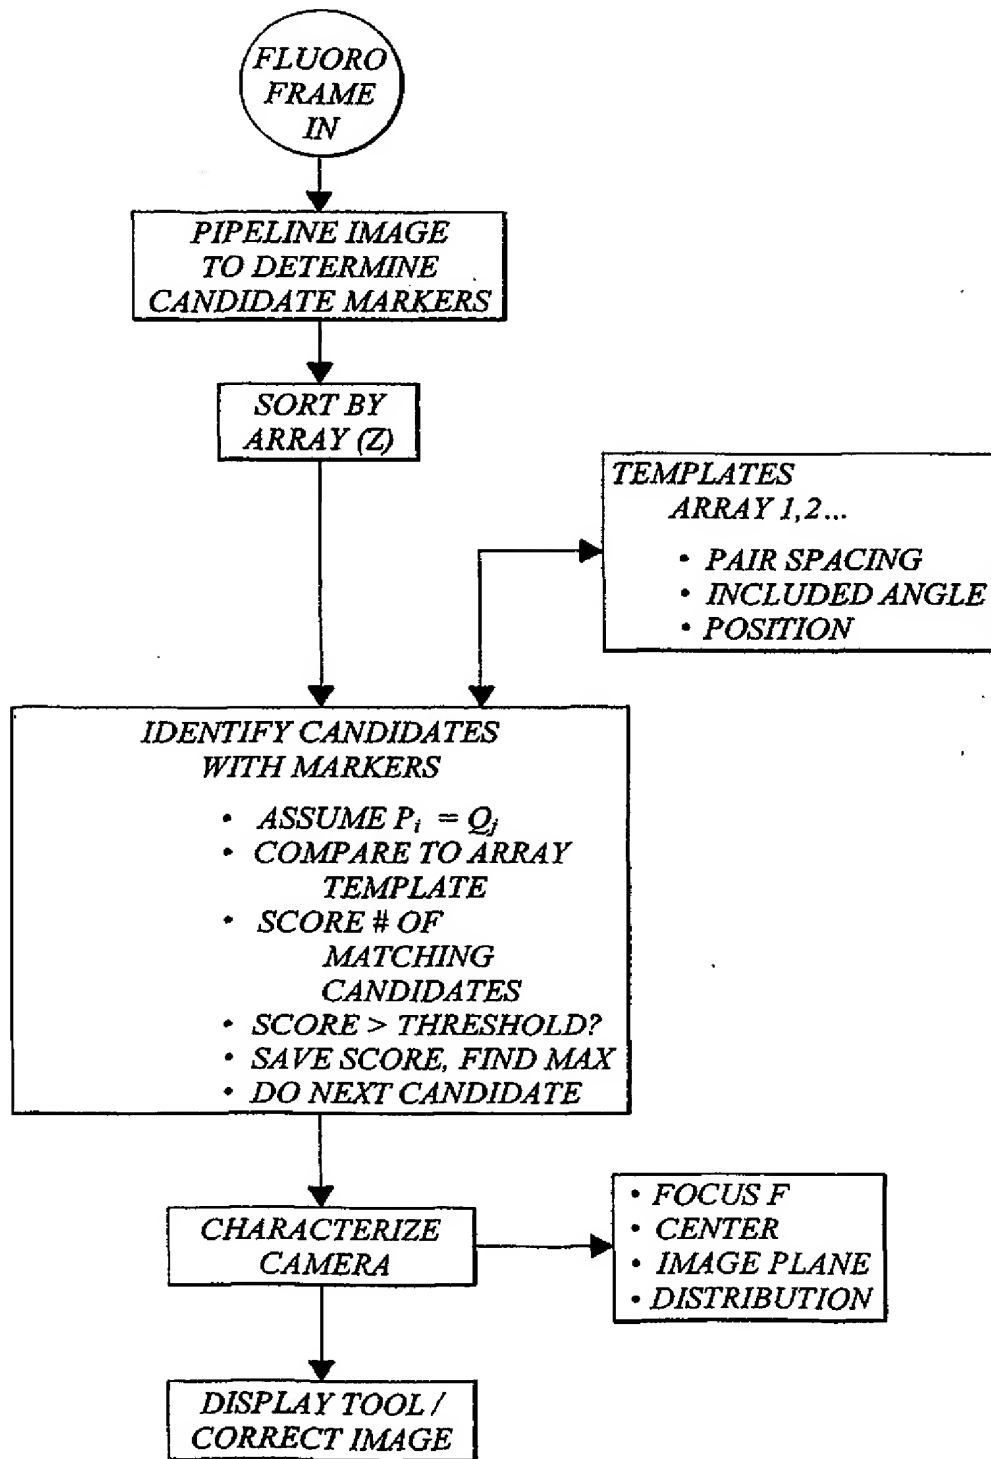 FLUORO
FRAME
IN
PIPELINE IMAGE
TO DETERMINE
CANDIDATE MARKERS
SORT BY
ARRAY (Z)
TEMPLATES
ARRAY 1,2...
• PAIR SPACING
• INCLUDED ANGLE
• POSITION
IDENTIFY CANDIDATES
WITH MARKERS
• ASSUME Pi = Qj
• COMPARE TO ARRAY
TEMPLATE
• SCORE # OF
MATCHING
CANDIDATES
• SCORE > THRESHOLD?
• SAVE SCORE, FIND MAX
• DO NEXT CANDIDATE
CHARACTERIZE
CAMERA
• FOCUS F
• CENTER
• IMAGE PLANE
• DISTRIBUTION
DISPLAY TOOL /
CORRECT IMAGE